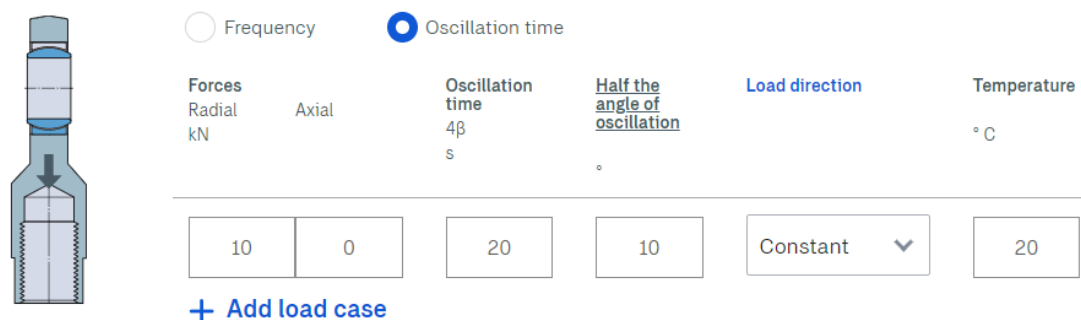 Frequency Oscillation time
Forces Oscillation Half the Load direction Temperature
Radial Axial time angle of
kN 4β oscillation ° C
s °
10 0 20 10 Constant 20
+ Add load case